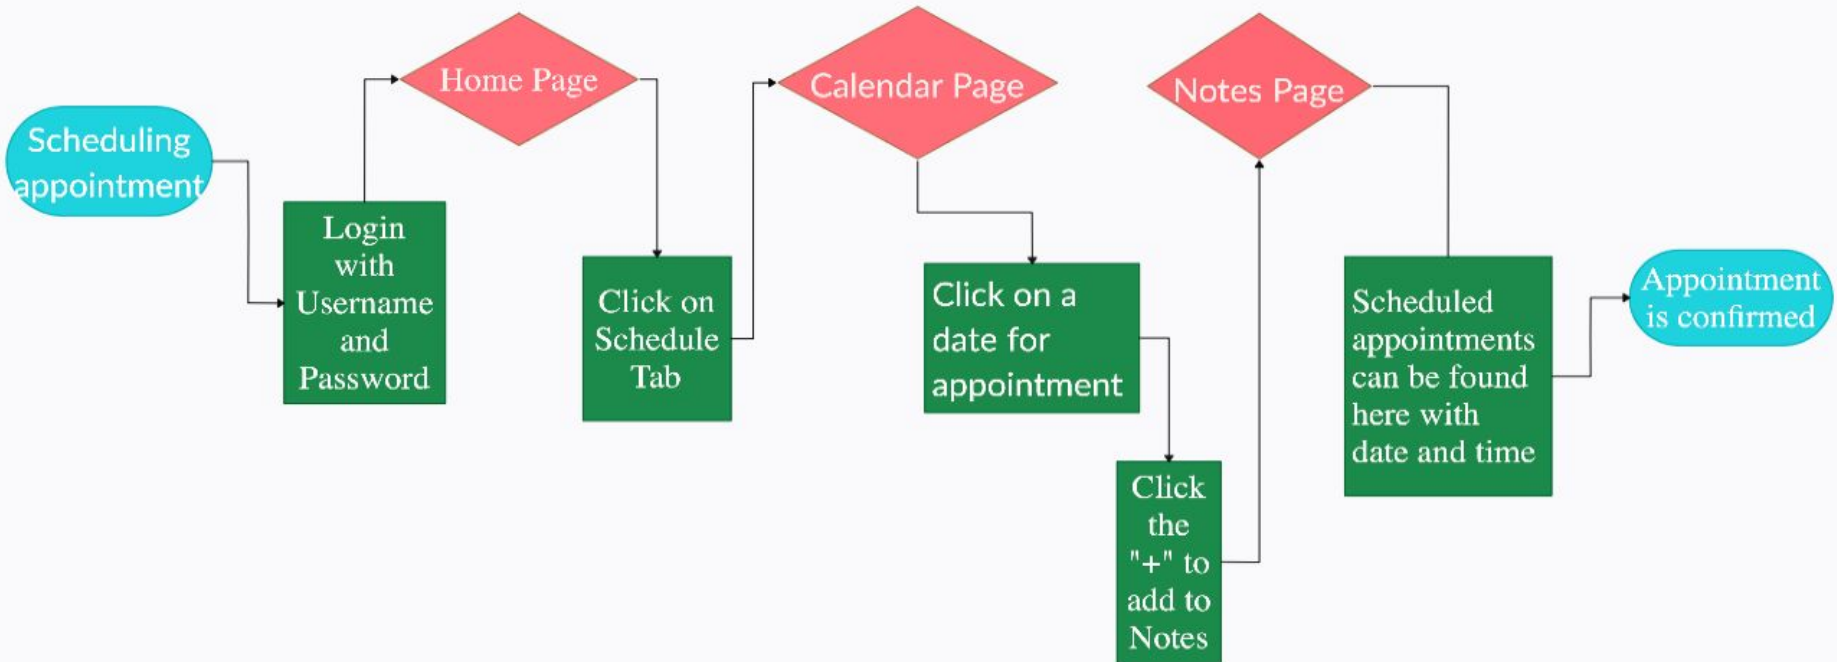 Scheduling
appointment
Login
with
Username
and
Password
Home Page
Click on
Schedule
Tab
Calendar Page
Click on a
date for
appointment
Click
the
"+" to
add to
Notes
Notes Page
Scheduled
appointments
can be found
here with
date and time
Appointment
is confirmed